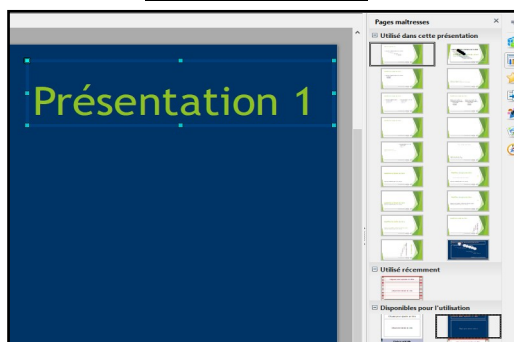 Pages maîtresses
Utilisé dans cette présentation
Présentation 1
Utilisé récemment
Disponibles pour l'utilisation